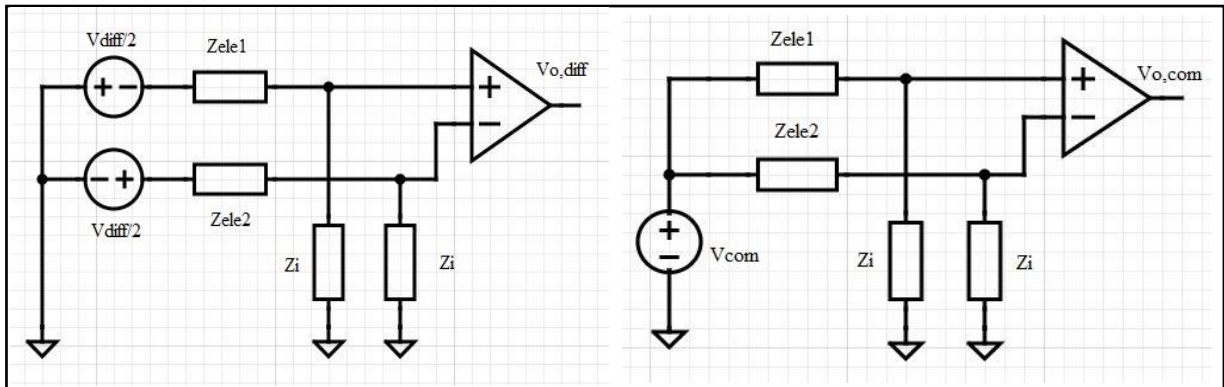 Vdiff/2
Zele1
Vo,diff
Zele2
Vdiff/2
Zi
Zi
Zele1
Vo,com
Zele2
Vcom
Zi
Zi